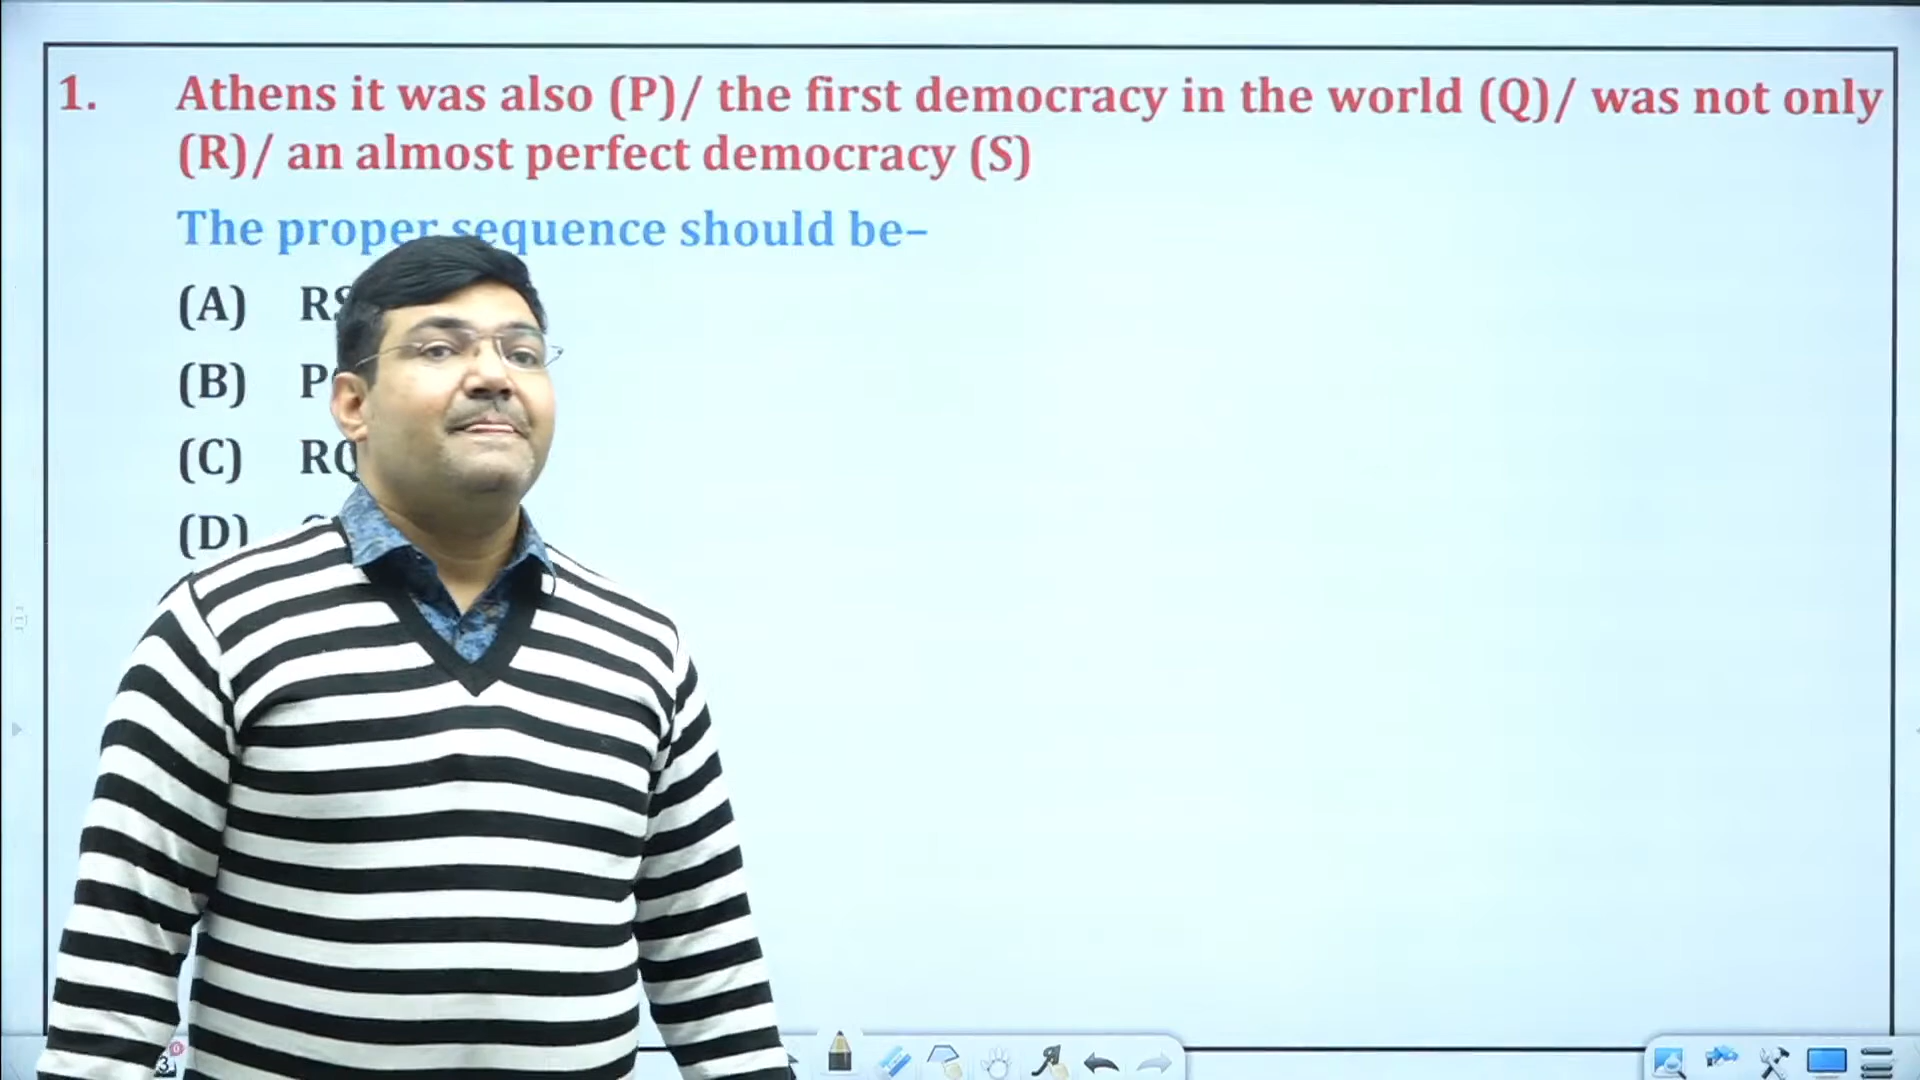 1. Athens it was also (P)/ the first democracy in the world (Q)/ was not only
(R)/ an almost perfect democracy (S)
The proper sequence should be–
(A)
(B)
(C)
(D)